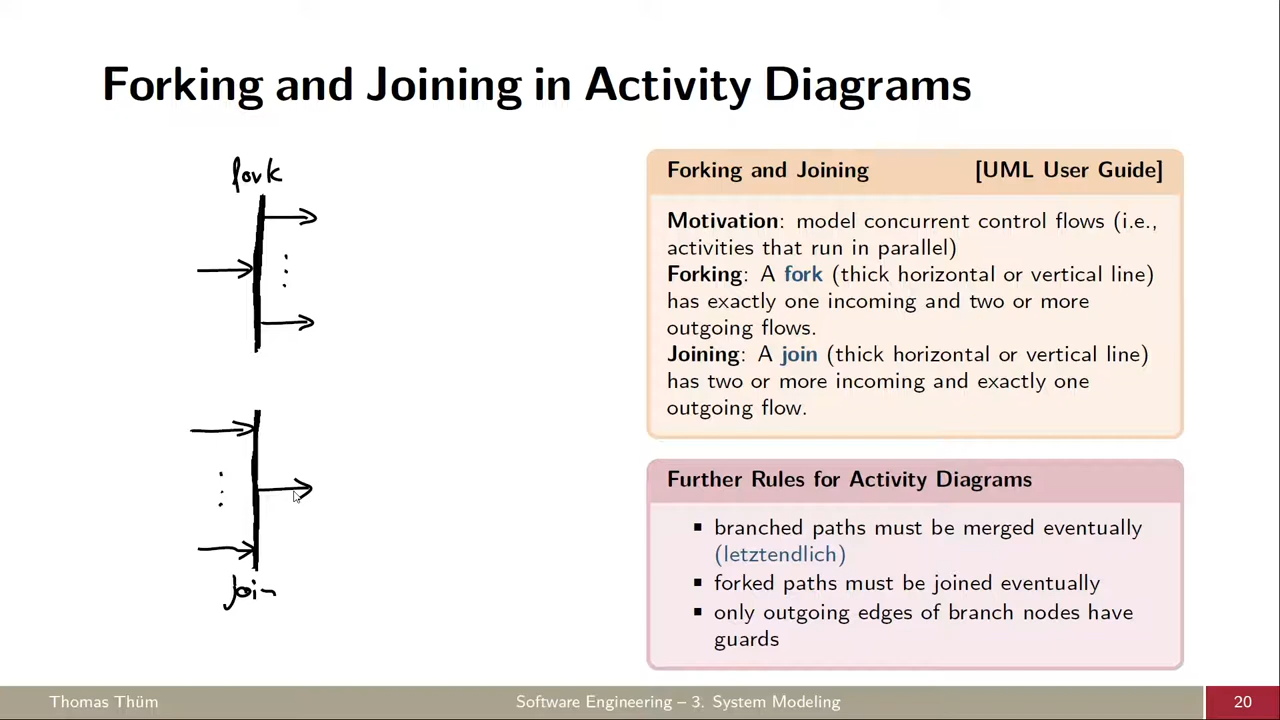 Forking and Joining in Activity Diagrams
fork
join
Forking and Joining [UML User Guide]
Motivation: model concurrent control flows (i.e.,
activities that run in parallel)
Forking: A fork (thick horizontal or vertical line)
has exactly one incoming and two or more
outgoing flows.
Joining: A join (thick horizontal or vertical line)
has two or more incoming and exactly one
outgoing flow.
Further Rules for Activity Diagrams
▪ branched paths must be merged eventually
(letztendlich)
▪ forked paths must be joined eventually
▪ only outgoing edges of branch nodes have
guards
Thomas Thüm Software Engineering – 3. System Modeling 20